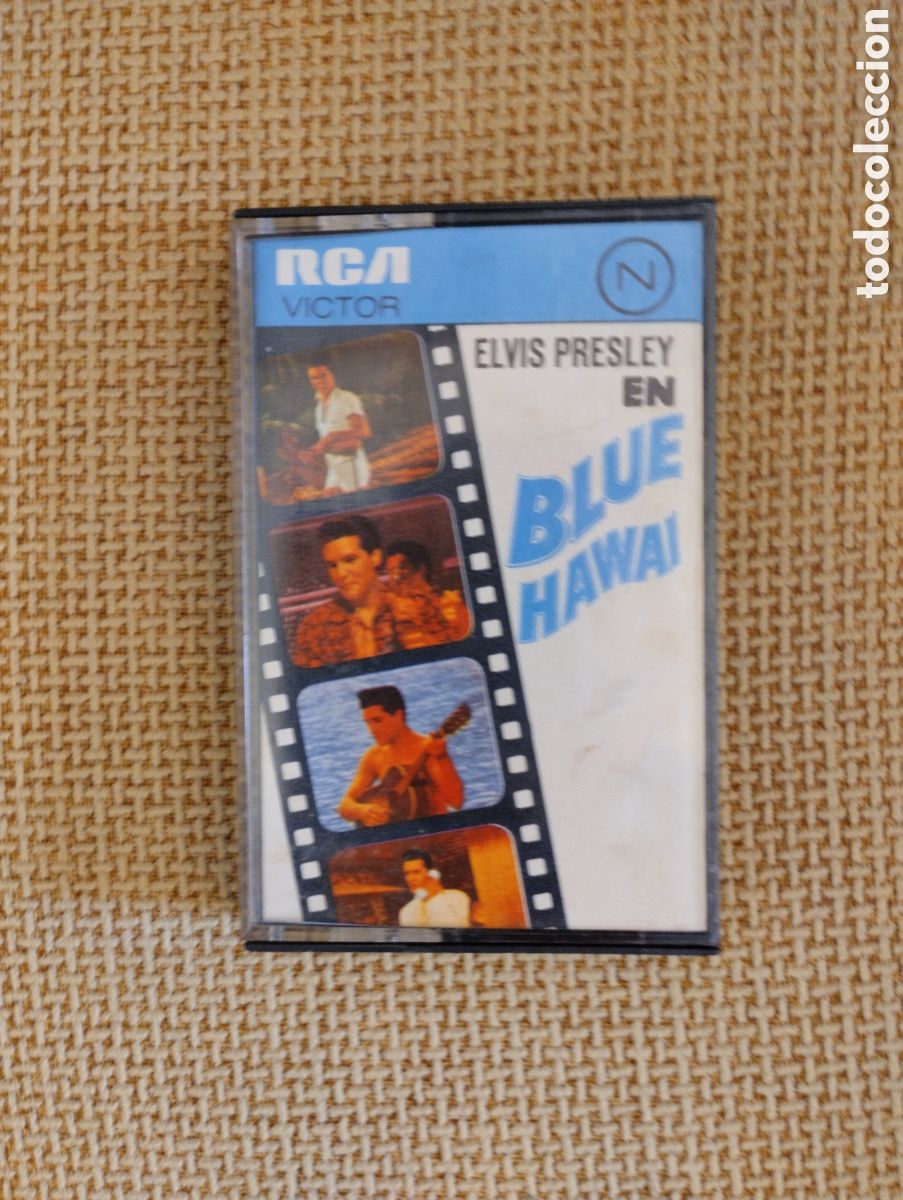 RCA
VICTOR
N
ELVIS PRESLEY
EN
BLUE
HAWAI
todocoleccion